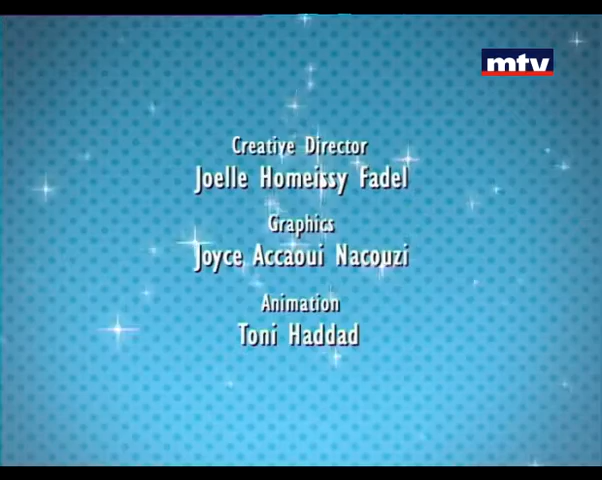 mtv
Creative Director
Joelle Homeissy Fadel
Graphics
Joyce Accaoui Nacouzi
Animation
Toni Haddad